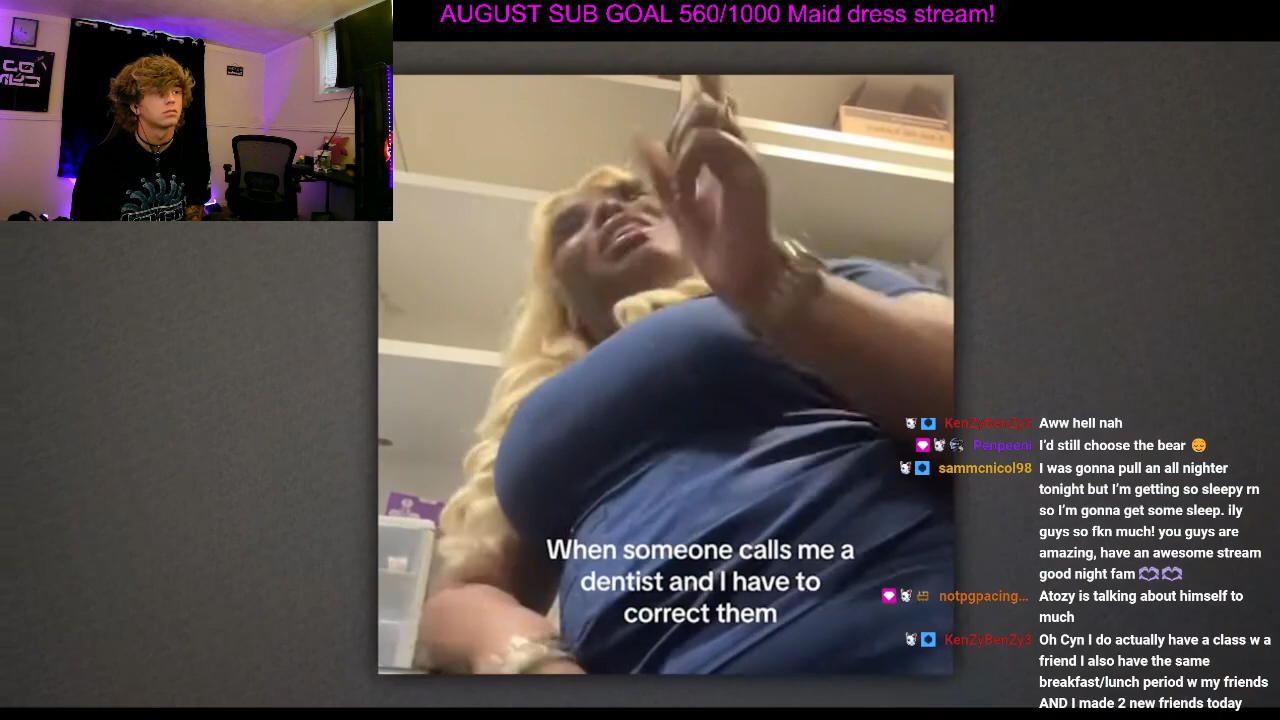 AUGUST SUB GOAL 560/1000 Maid dress stream!
When someone calls me a
dentist and I have to
correct them
KenZyBenZy3 Aww hell nah
Penpeeni I'd still choose the bear 😔
sammcnicol98 I was gonna pull an all nighter
tonight but I'm getting so sleepy rn
so I'm gonna get some sleep. ily
guys so fkn much! you guys are
amazing, have an awesome stream
good night fam 🫶🫶
notpgpacing... Atozy is talking about himself to
much
KenZyBenZy3 Oh Cyn I do actually have a class w a
friend I also have the same
breakfast/lunch period w my friends
AND I made 2 new friends today